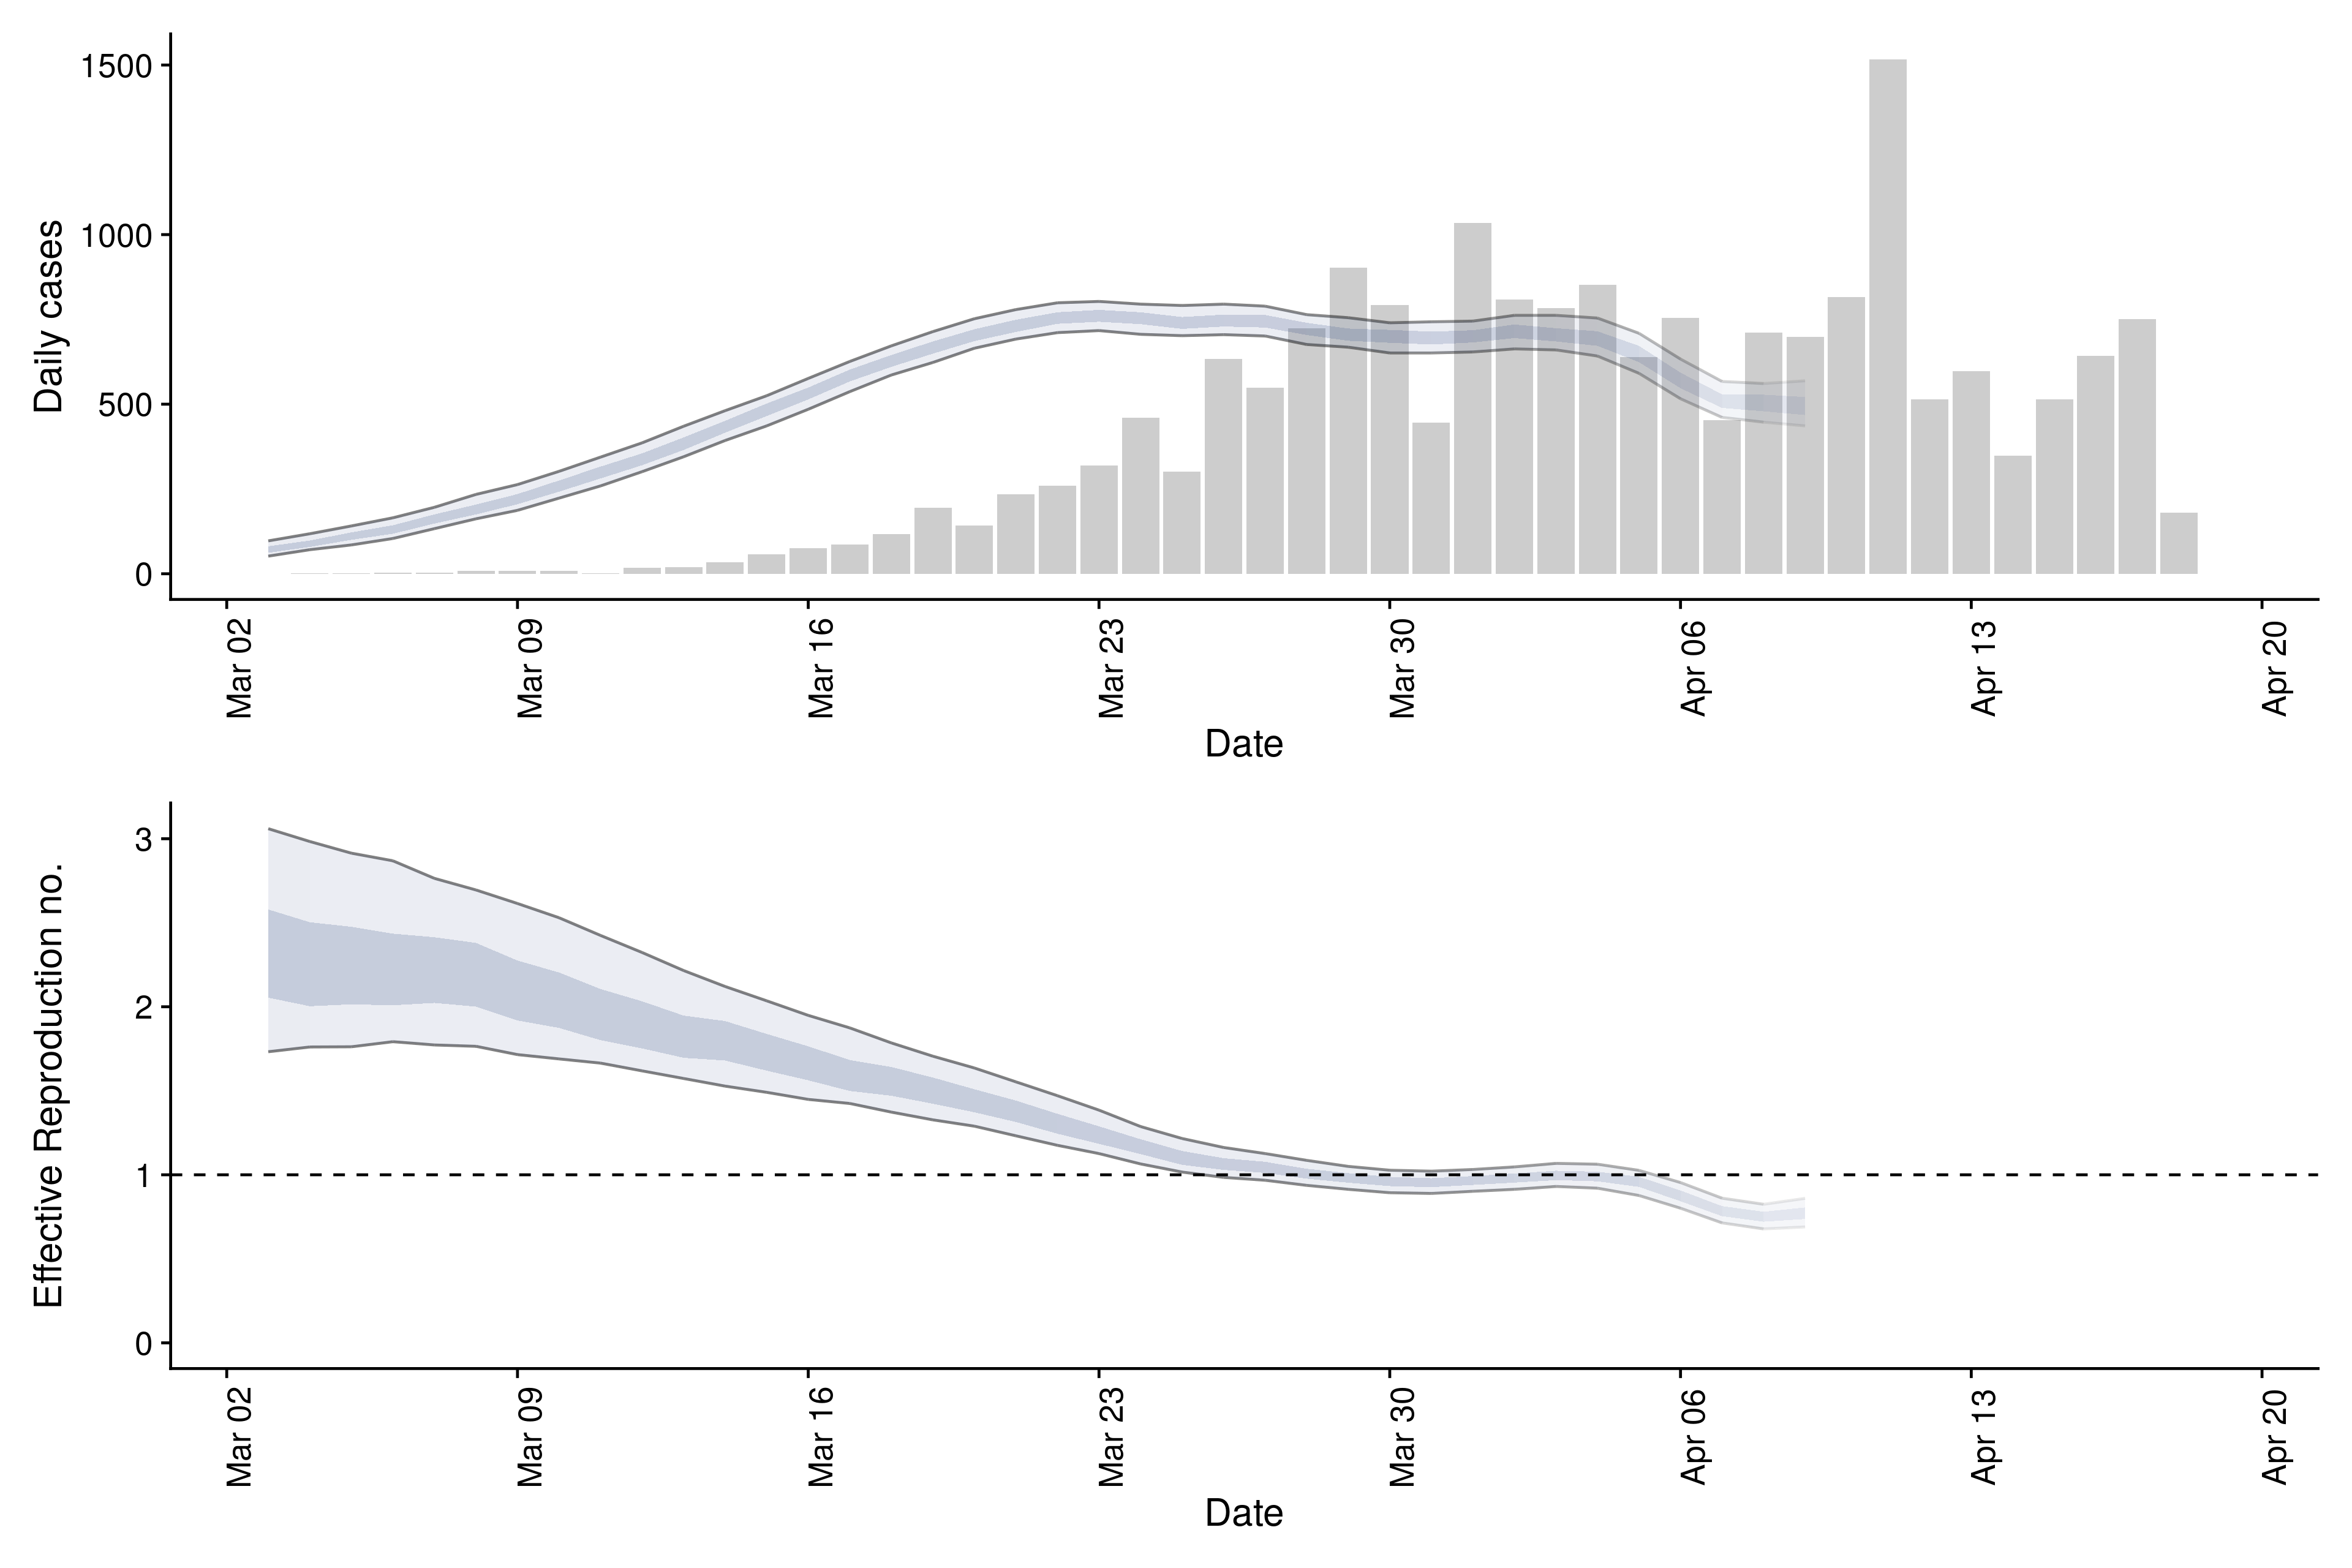 Daily cases
1500
1000
500
0
Mar 02
Mar 09
Mar 16
Mar 23
Mar 30
Apr 06
Apr 13
Apr 20
Date
Effective Reproduction no.
3
2
1
0
Mar 02
Mar 09
Mar 16
Mar 23
Mar 30
Apr 06
Apr 13
Apr 20
Date